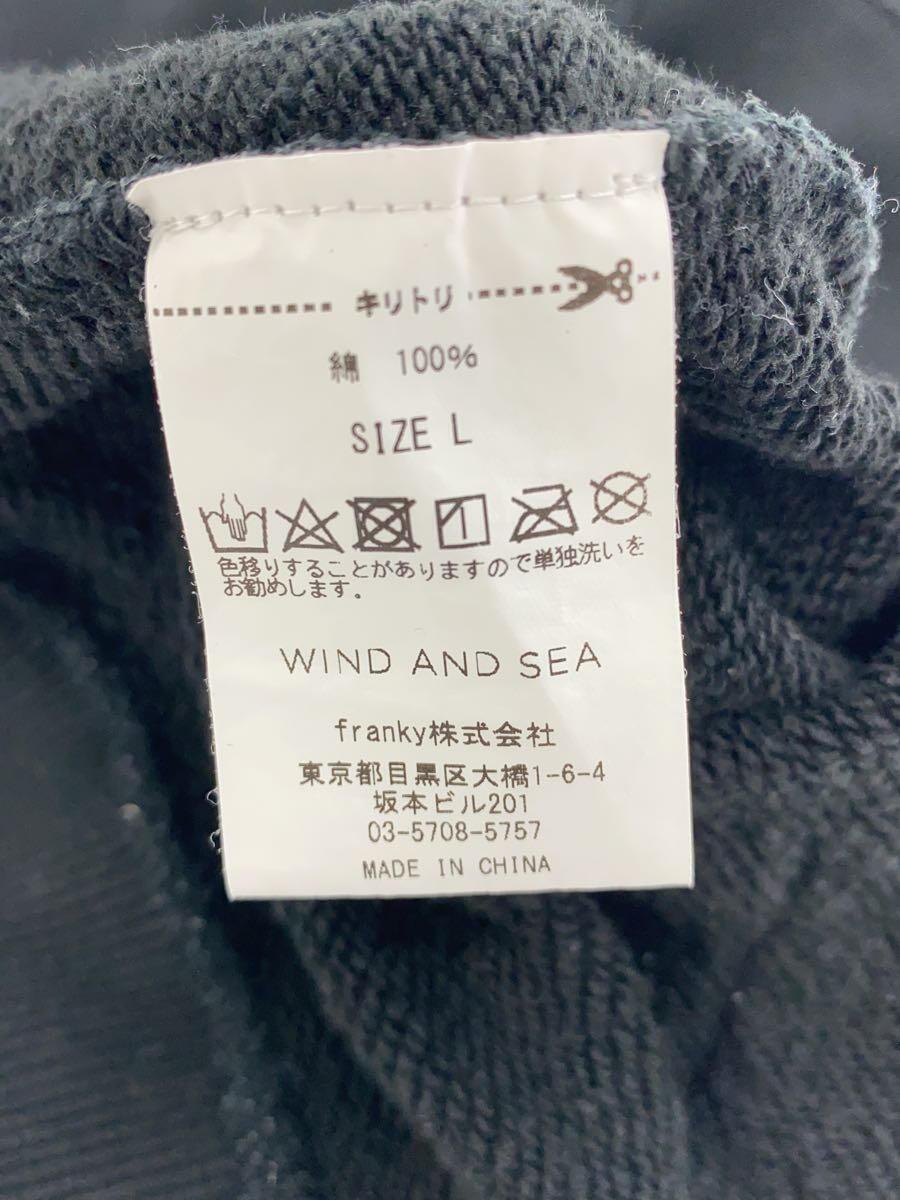 キリトリ
綿 100%
SIZE L
色移りすることがありますので単独洗いを
お勧めします。
WIND AND SEA
franky株式会社
東京都目黒区大橋1-6-4
坂本ビル201
03-5708-5757
MADE IN CHINA